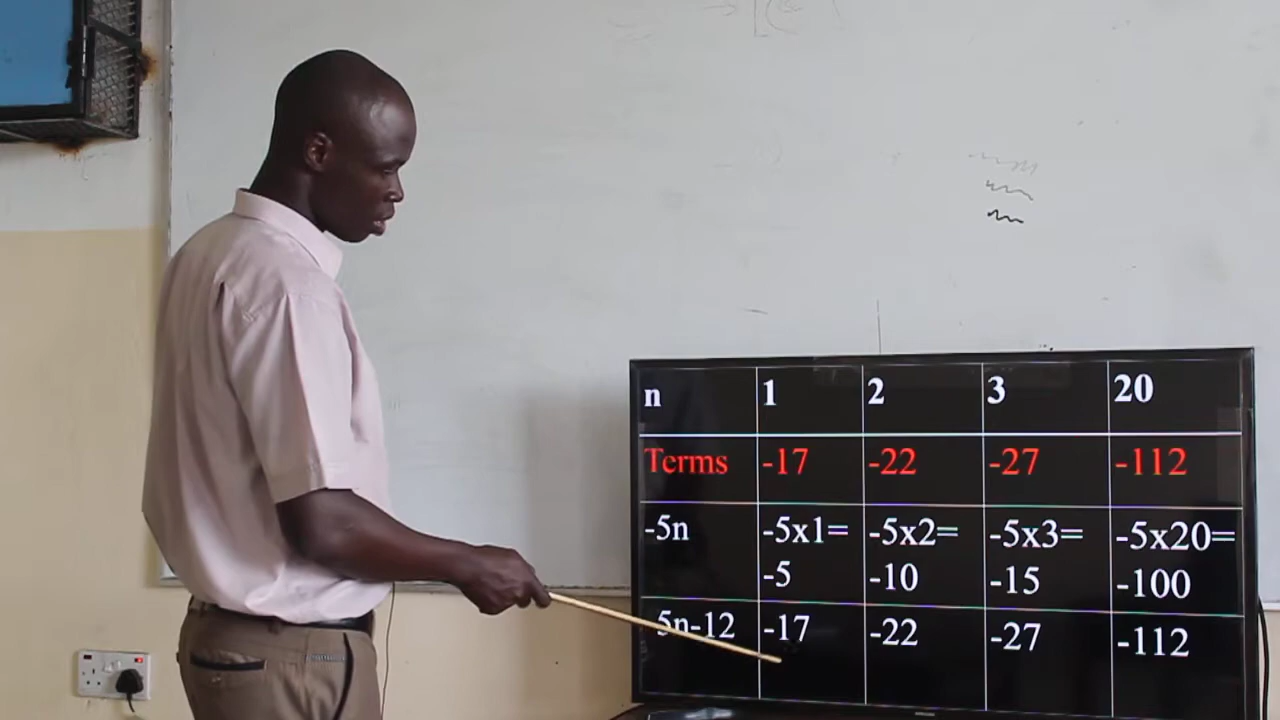 n 1 2 3 20
Terms -17 -22 -27 -112
-5n -5x1= -5x2= -5x3= -5x20=
-5 -10 -15 -100
5n-12 -17 -22 -27 -112